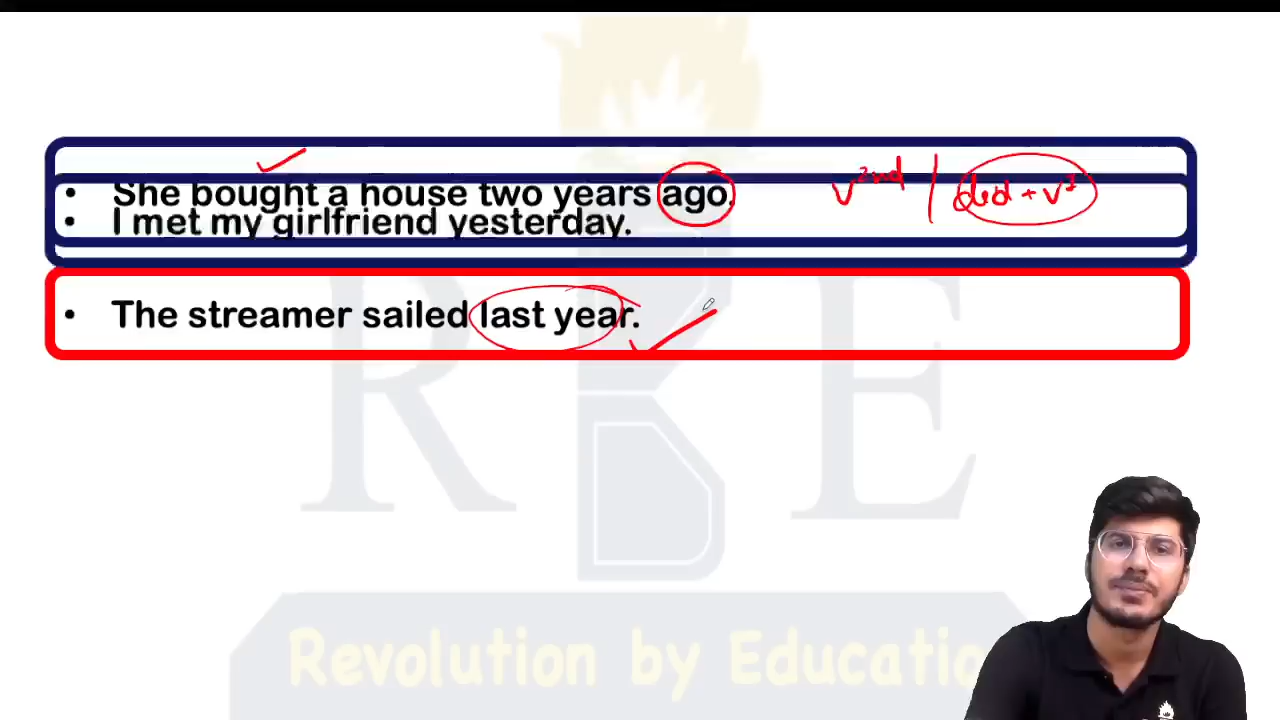 • She bought a house two years ago.
V 2nd | did + V¹
• I met my girlfriend yesterday.
• The streamer sailed last year.
R B E
Revolution by Educatio